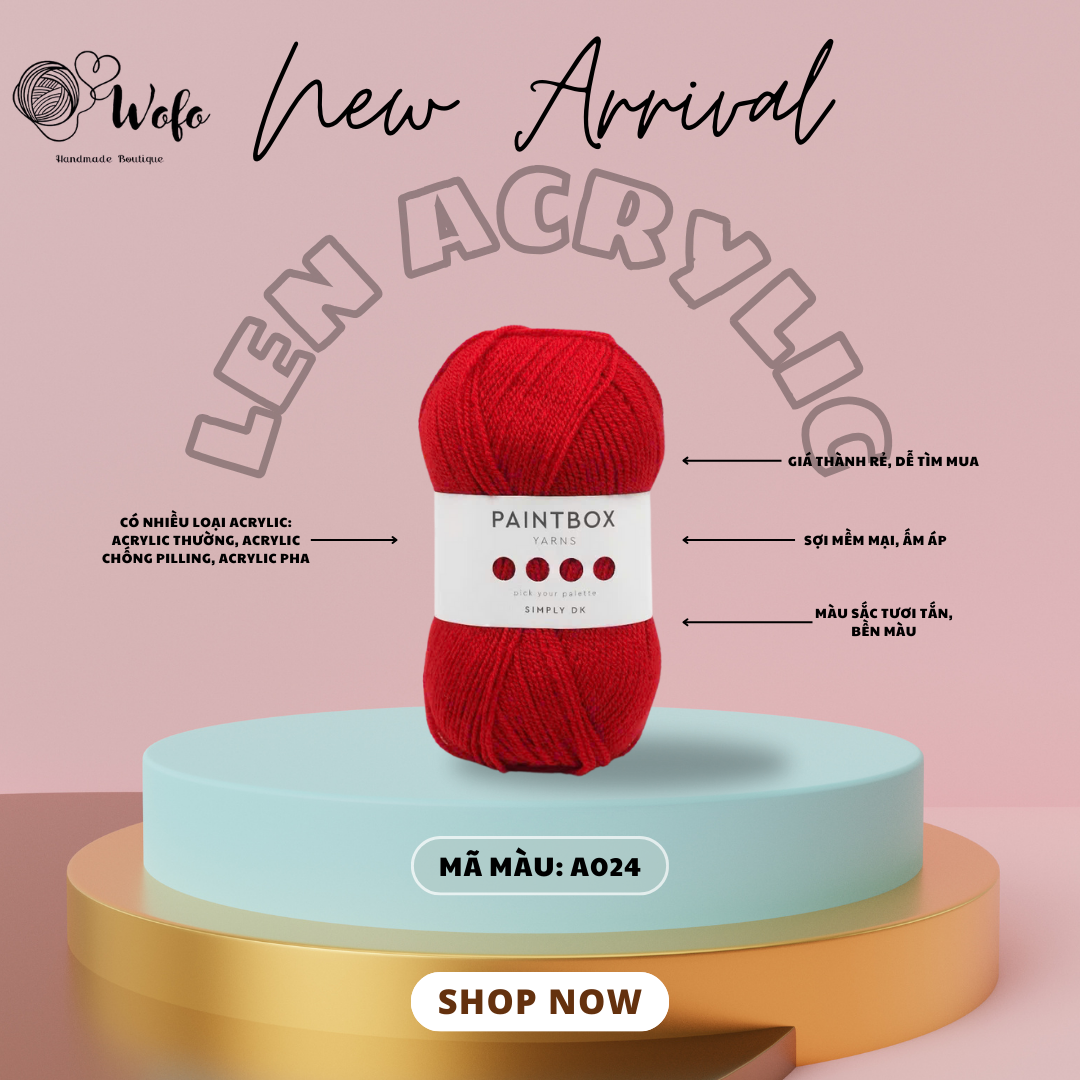 Wofo
Handmade Boutique
New Arrival
LEN ACRYLIC
GIÁ THÀNH RẺ, DỄ TÌM MUA
CÓ NHIỀU LOẠI ACRYLIC:
ACRYLIC THƯỜNG, ACRYLIC
CHỐNG PILLING, ACRYLIC PHA
PAINTBOX
YARNS
pick your palette
SIMPLY DK
SỢI MỀM MẠI, ẤM ÁP
MÀU SẮC TƯƠI TẮN,
BỀN MÀU
MÃ MÀU: A024
SHOP NOW